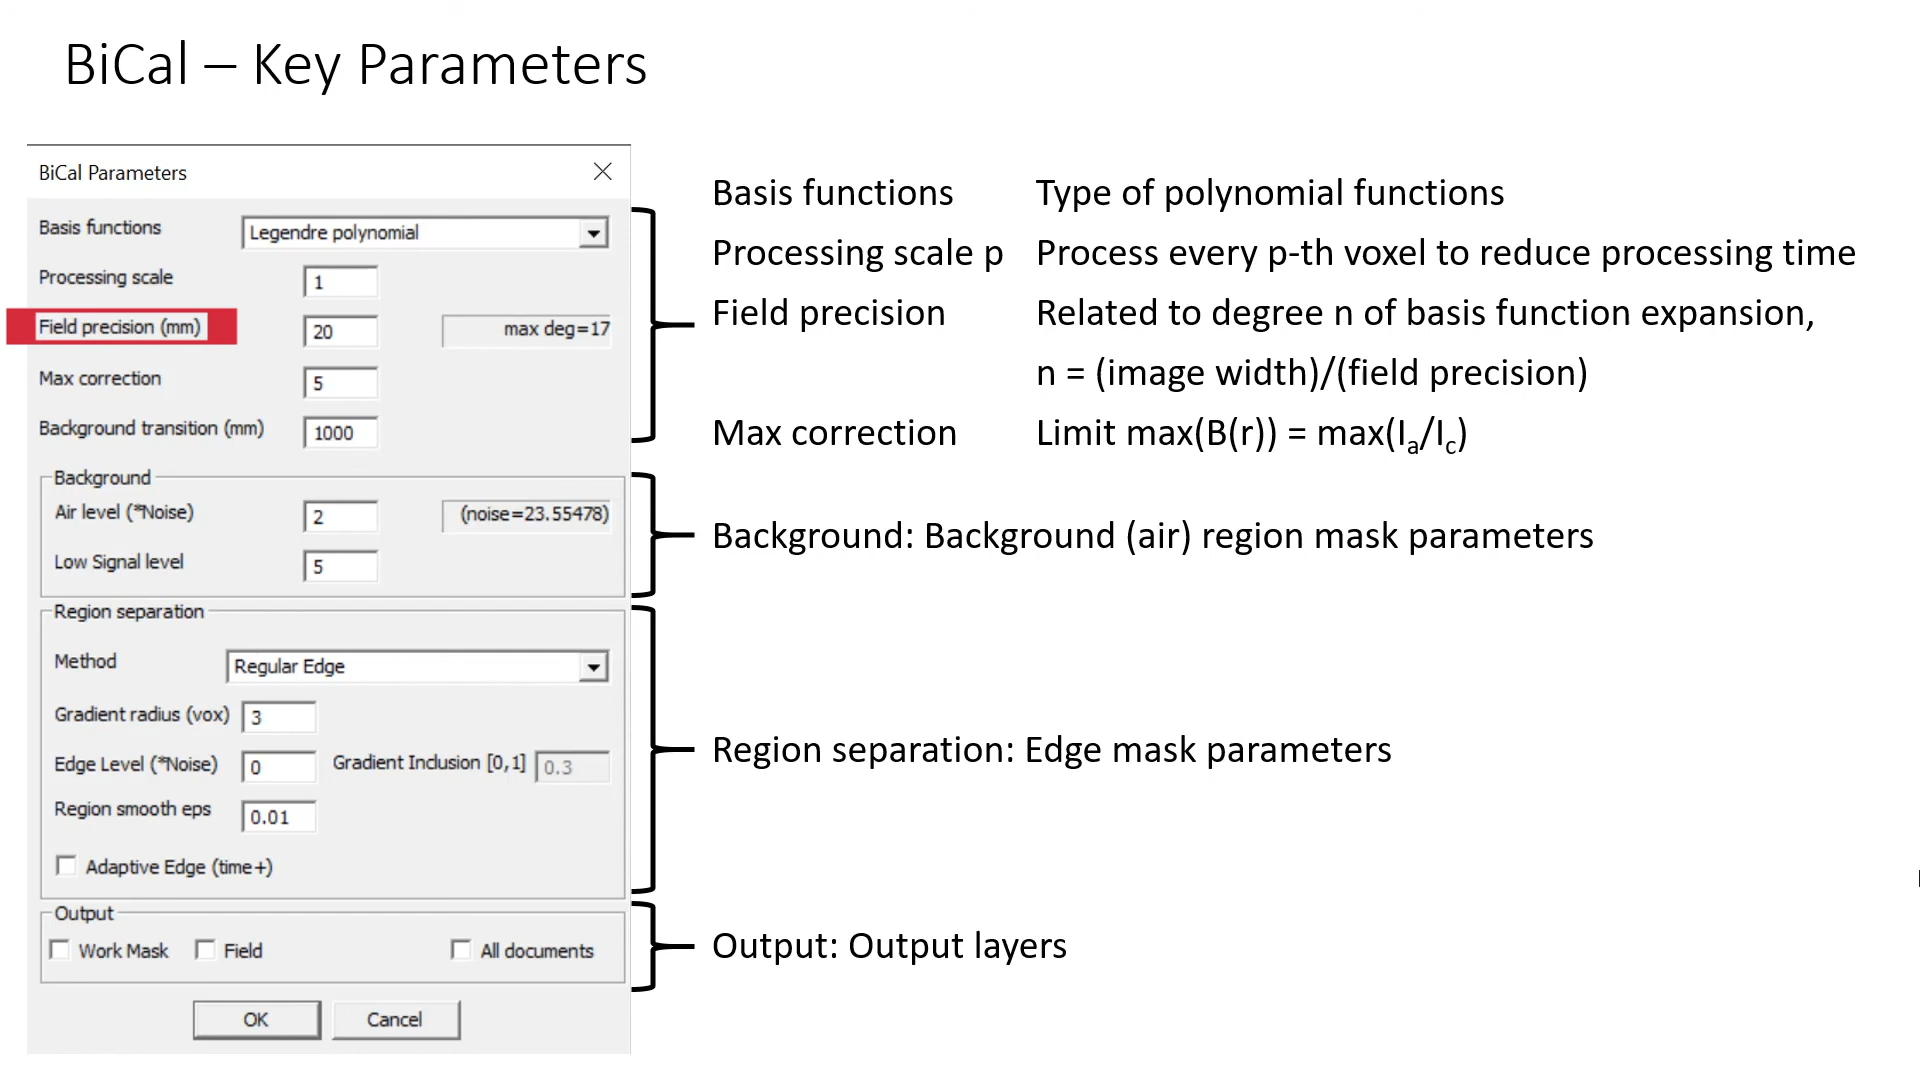 BiCal – Key Parameters
BiCal Parameters
Basis functions
Legendre polynomial
Processing scale
1
Field precision (mm)
20
max deg=17
Max correction
5
Background transition (mm)
1000
Background
Air level (*Noise)
2
(noise=23.55478)
Low Signal level
5
Region separation
Method
Regular Edge
Gradient radius (vox)
3
Edge Level (*Noise)
0
Gradient Inclusion [0,1]
0.3
Region smooth eps
0.01
Adaptive Edge (time+)
Output
Work Mask
Field
All documents
OK
Cancel
Basis functions Type of polynomial functions
Processing scale p Process every p-th voxel to reduce processing time
Field precision Related to degree n of basis function expansion,
n = (image width)/(field precision)
Max correction Limit max(B(r)) = max(Ia/Ic)
Background: Background (air) region mask parameters
Region separation: Edge mask parameters
Output: Output layers